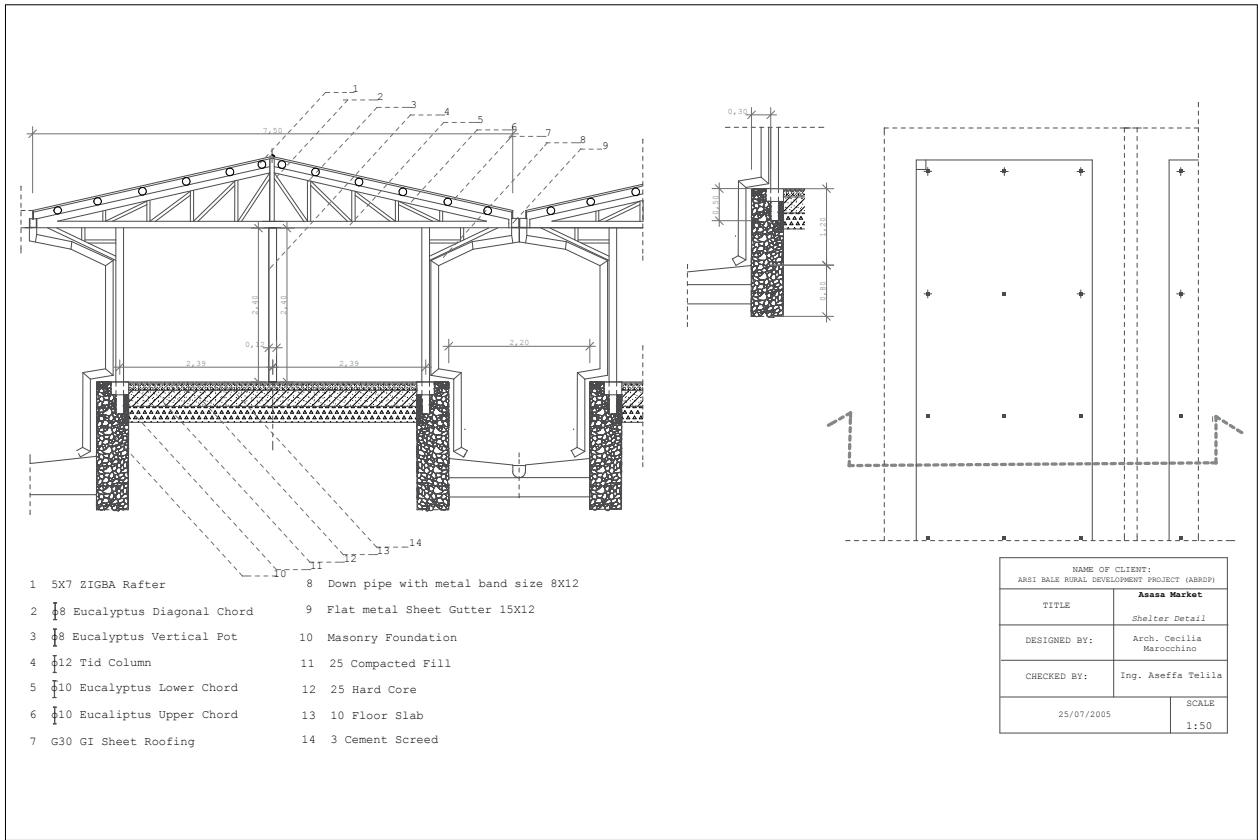 1
2
3
4
5
6
7
8
9
7,50
2,40
2,40
0,12
2,39
2,39
2,20
0,30
0,50
1,20
0,80
10
11
12
13
14
1 5X7 ZIGBA Rafter
2 ϕ8 Eucalyptus Diagonal Chord
3 ϕ8 Eucalyptus Vertical Pot
4 ϕ12 Tid Column
5 ϕ10 Eucalyptus Lower Chord
6 ϕ10 Eucaliptus Upper Chord
7 G30 GI Sheet Roofing
8 Down pipe with metal band size 8X12
9 Flat metal Sheet Gutter 15X12
10 Masonry Foundation
11 25 Compacted Fill
12 25 Hard Core
13 10 Floor Slab
14 3 Cement Screed
NAME OF CLIENT:
ARSI BALE RURAL DEVELOPMENT PROJECT (ABRDP)
TITLE
Asasa Market
Shelter Detail
DESIGNED BY:
Arch. Cecilia
Marocchino
CHECKED BY:
Ing. Aseffa Telila
25/07/2005
SCALE
1:50